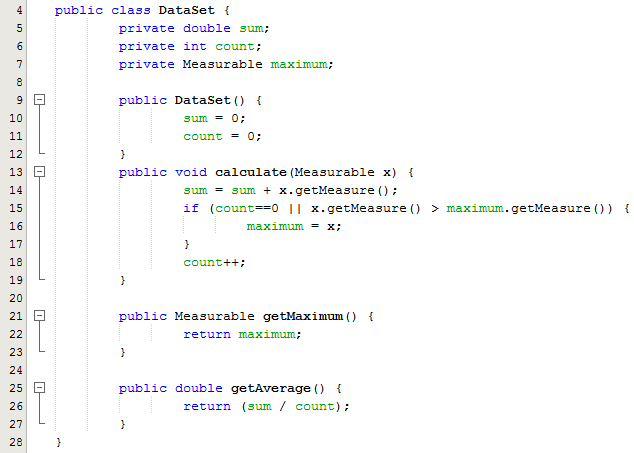 4 public class DataSet {
5 private double sum;
6 private int count;
7 private Measurable maximum;
8
9 public DataSet() {
10 sum = 0;
11 count = 0;
12 }
13 public void calculate(Measurable x) {
14 sum = sum + x.getMeasure();
15 if (count==0 || x.getMeasure() > maximum.getMeasure()) {
16 maximum = x;
17 }
18 count++;
19 }
20
21 public Measurable getMaximum() {
22 return maximum;
23 }
24
25 public double getAverage() {
26 return (sum / count);
27 }
28 }